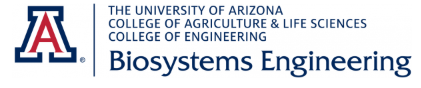 A®
THE UNIVERSITY OF ARIZONA
COLLEGE OF AGRICULTURE & LIFE SCIENCES
COLLEGE OF ENGINEERING
Biosystems Engineering